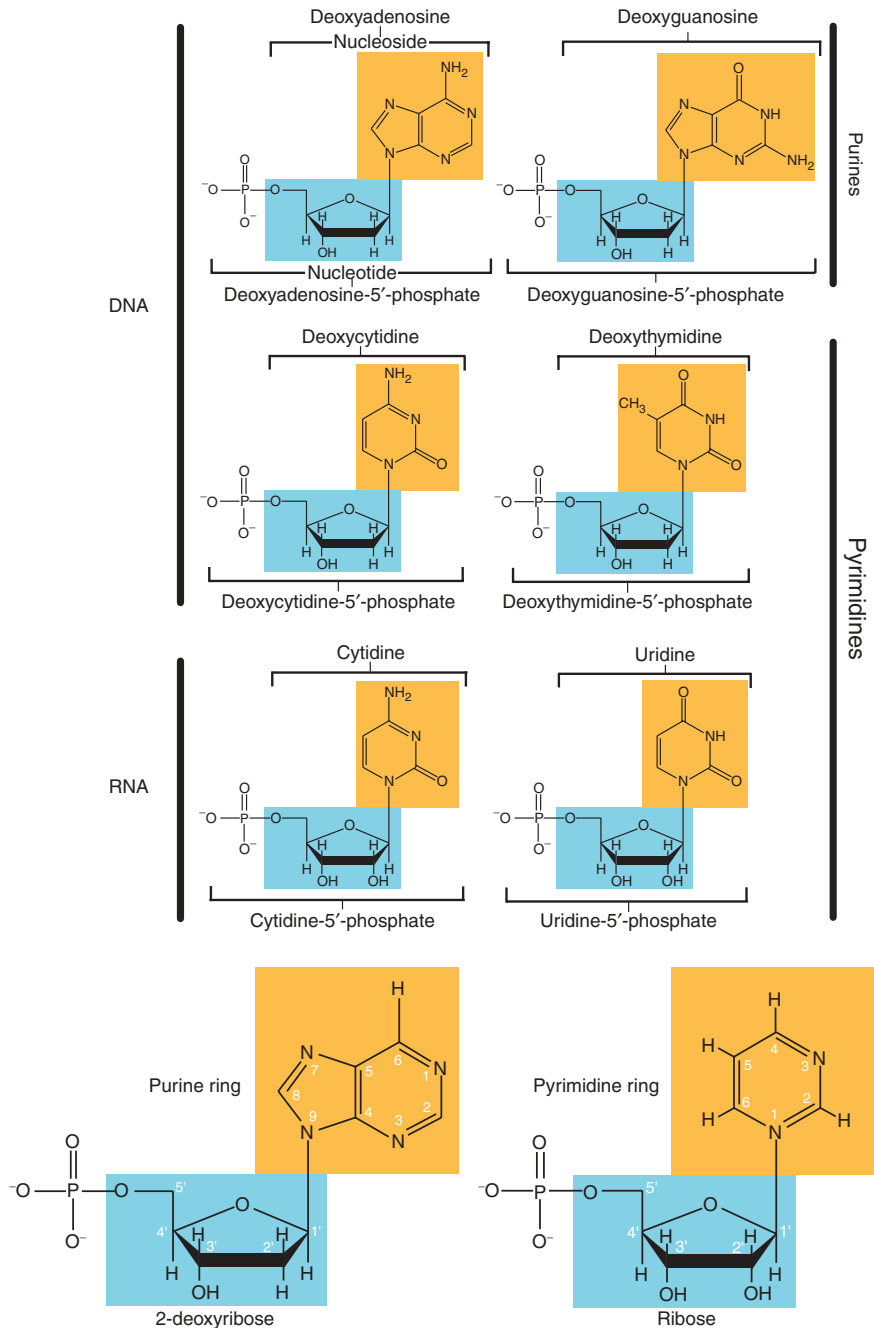 Deoxyadenosine
Deoxyguanosine
Nucleoside
NH₂
O
N
N
N
NH
N
N
N
N
NH₂
Purines
O
⁻O
P
O
O⁻
O
H
H
H
H
OH
H
O
⁻O
P
O
O⁻
O
H
H
H
H
OH
H
Nucleotide
Deoxyadenosine-5′-phosphate
Deoxyguanosine-5′-phosphate
DNA
Deoxycytidine
Deoxythymidine
NH₂
N
N
O
O
CH₃
NH
N
O
O
⁻O
P
O
O⁻
O
H
H
H
H
OH
H
O
⁻O
P
O
O⁻
O
H
H
H
H
OH
H
Deoxycytidine-5′-phosphate
Deoxythymidine-5′-phosphate
Pyrimidines
Cytidine
Uridine
NH₂
N
N
O
O
NH
N
O
RNA
O
⁻O
P
O
O⁻
O
H
H
H
H
OH
OH
O
⁻O
P
O
O⁻
O
H
H
H
H
OH
OH
Cytidine-5′-phosphate
Uridine-5′-phosphate
H
N
7
5
6
1
N
Purine ring
8
9
N
4
3
N
2
H
H
4
N
3
5
Pyrimidine ring
H
6
1
N
2
H
O
⁻O
P
O
O⁻
5'
O
4'
H
3'
H
2'
H
1'
H
OH
H
2-deoxyribose
O
⁻O
P
O
O⁻
5'
O
4'
H
3'
H
2'
H
1'
H
OH
OH
Ribose